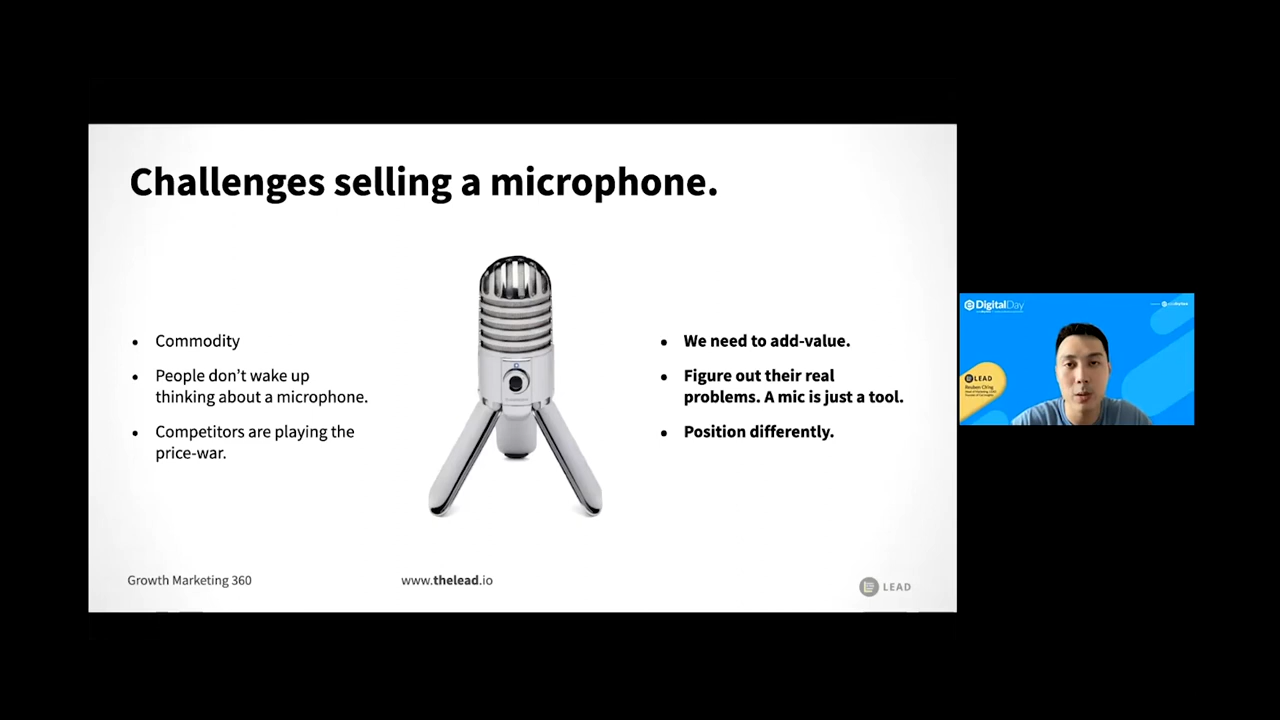 Challenges selling a microphone.
• Commodity
• People don’t wake up
thinking about a microphone.
• Competitors are playing the
price-war.
• We need to add-value.
• Figure out their real
problems. A mic is just a tool.
• Position differently.
Growth Marketing 360
www.thelead.io
LEAD
DigitalDay
LEAD
Reuben Ching